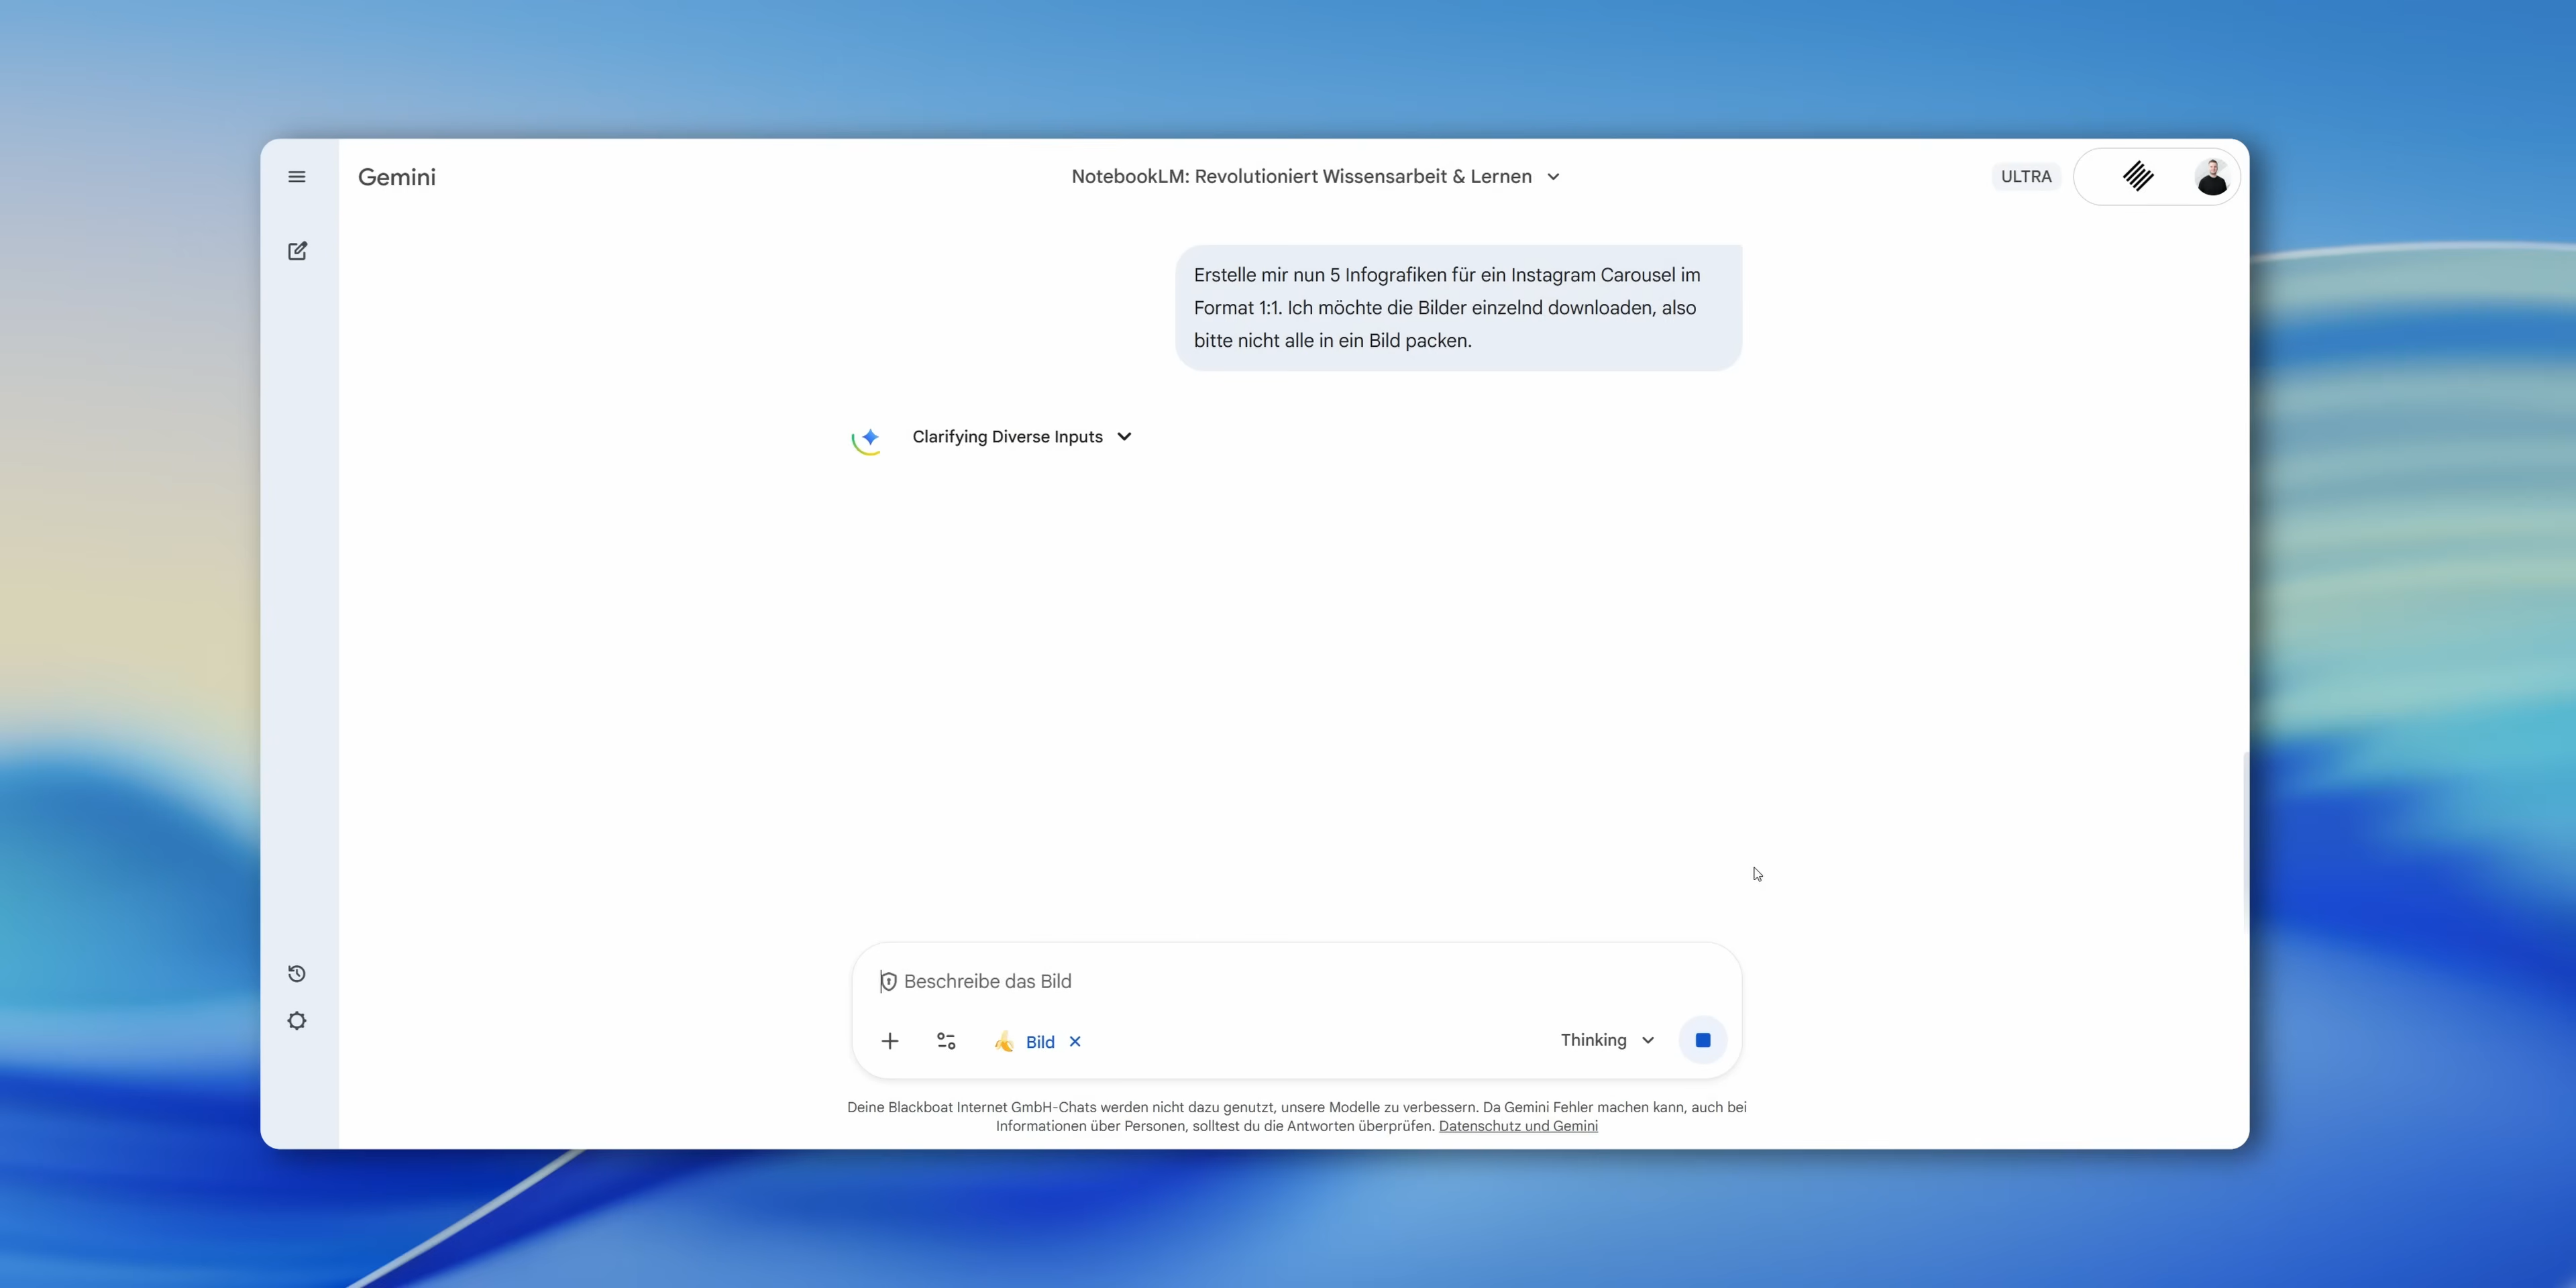 Gemini
NotebookLM: Revolutioniert Wissensarbeit & Lernen
ULTRA
Erstelle mir nun 5 Infografiken für ein Instagram Carousel im
Format 1:1. Ich möchte die Bilder einzelnd downloaden, also
bitte nicht alle in ein Bild packen.
Clarifying Diverse Inputs
Beschreibe das Bild
Bild
Thinking
Deine Blackboat Internet GmbH-Chats werden nicht dazu genutzt, unsere Modelle zu verbessern. Da Gemini Fehler machen kann, auch bei
Informationen über Personen, solltest du die Antworten überprüfen. Datenschutz und Gemini